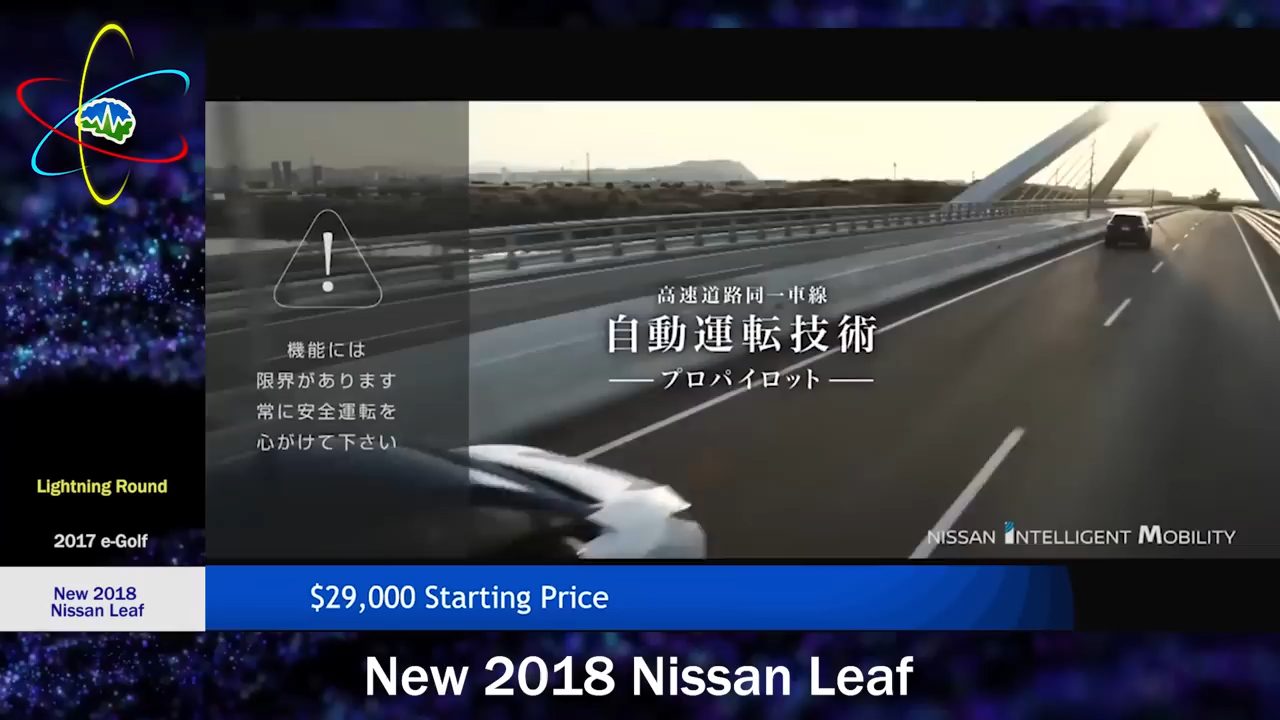 機能には
限界があります
常に安全運転を
心がけて下さい
高速道路同一車線
自動運転技術
プロパイロット
NISSAN INTELLIGENT MOBILITY
Lightning Round
2017 e-Golf
New 2018
Nissan Leaf
$29,000 Starting Price
New 2018 Nissan Leaf